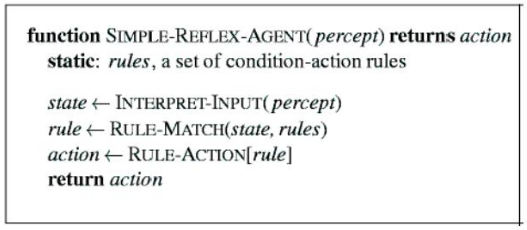 function SIMPLE-REFLEX-AGENT(percept) returns action
static: rules, a set of condition-action rules
state ← INTERPRET-INPUT(percept)
rule ← RULE-MATCH(state, rules)
action ← RULE-ACTION[rule]
return action